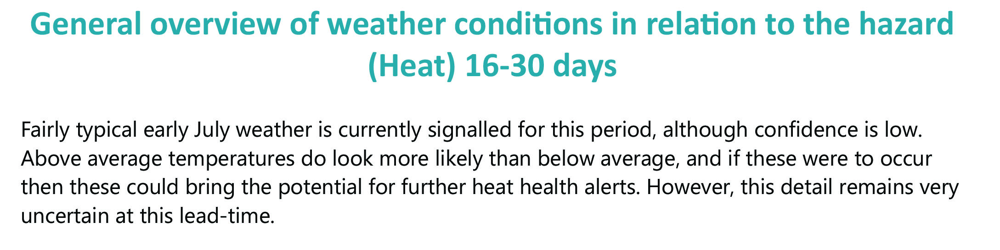 General overview of weather conditions in relation to the hazard
(Heat) 16-30 days
Fairly typical early July weather is currently signalled for this period, although confidence is low.
Above average temperatures do look more likely than below average, and if these were to occur
then these could bring the potential for further heat health alerts. However, this detail remains very
uncertain at this lead-time.